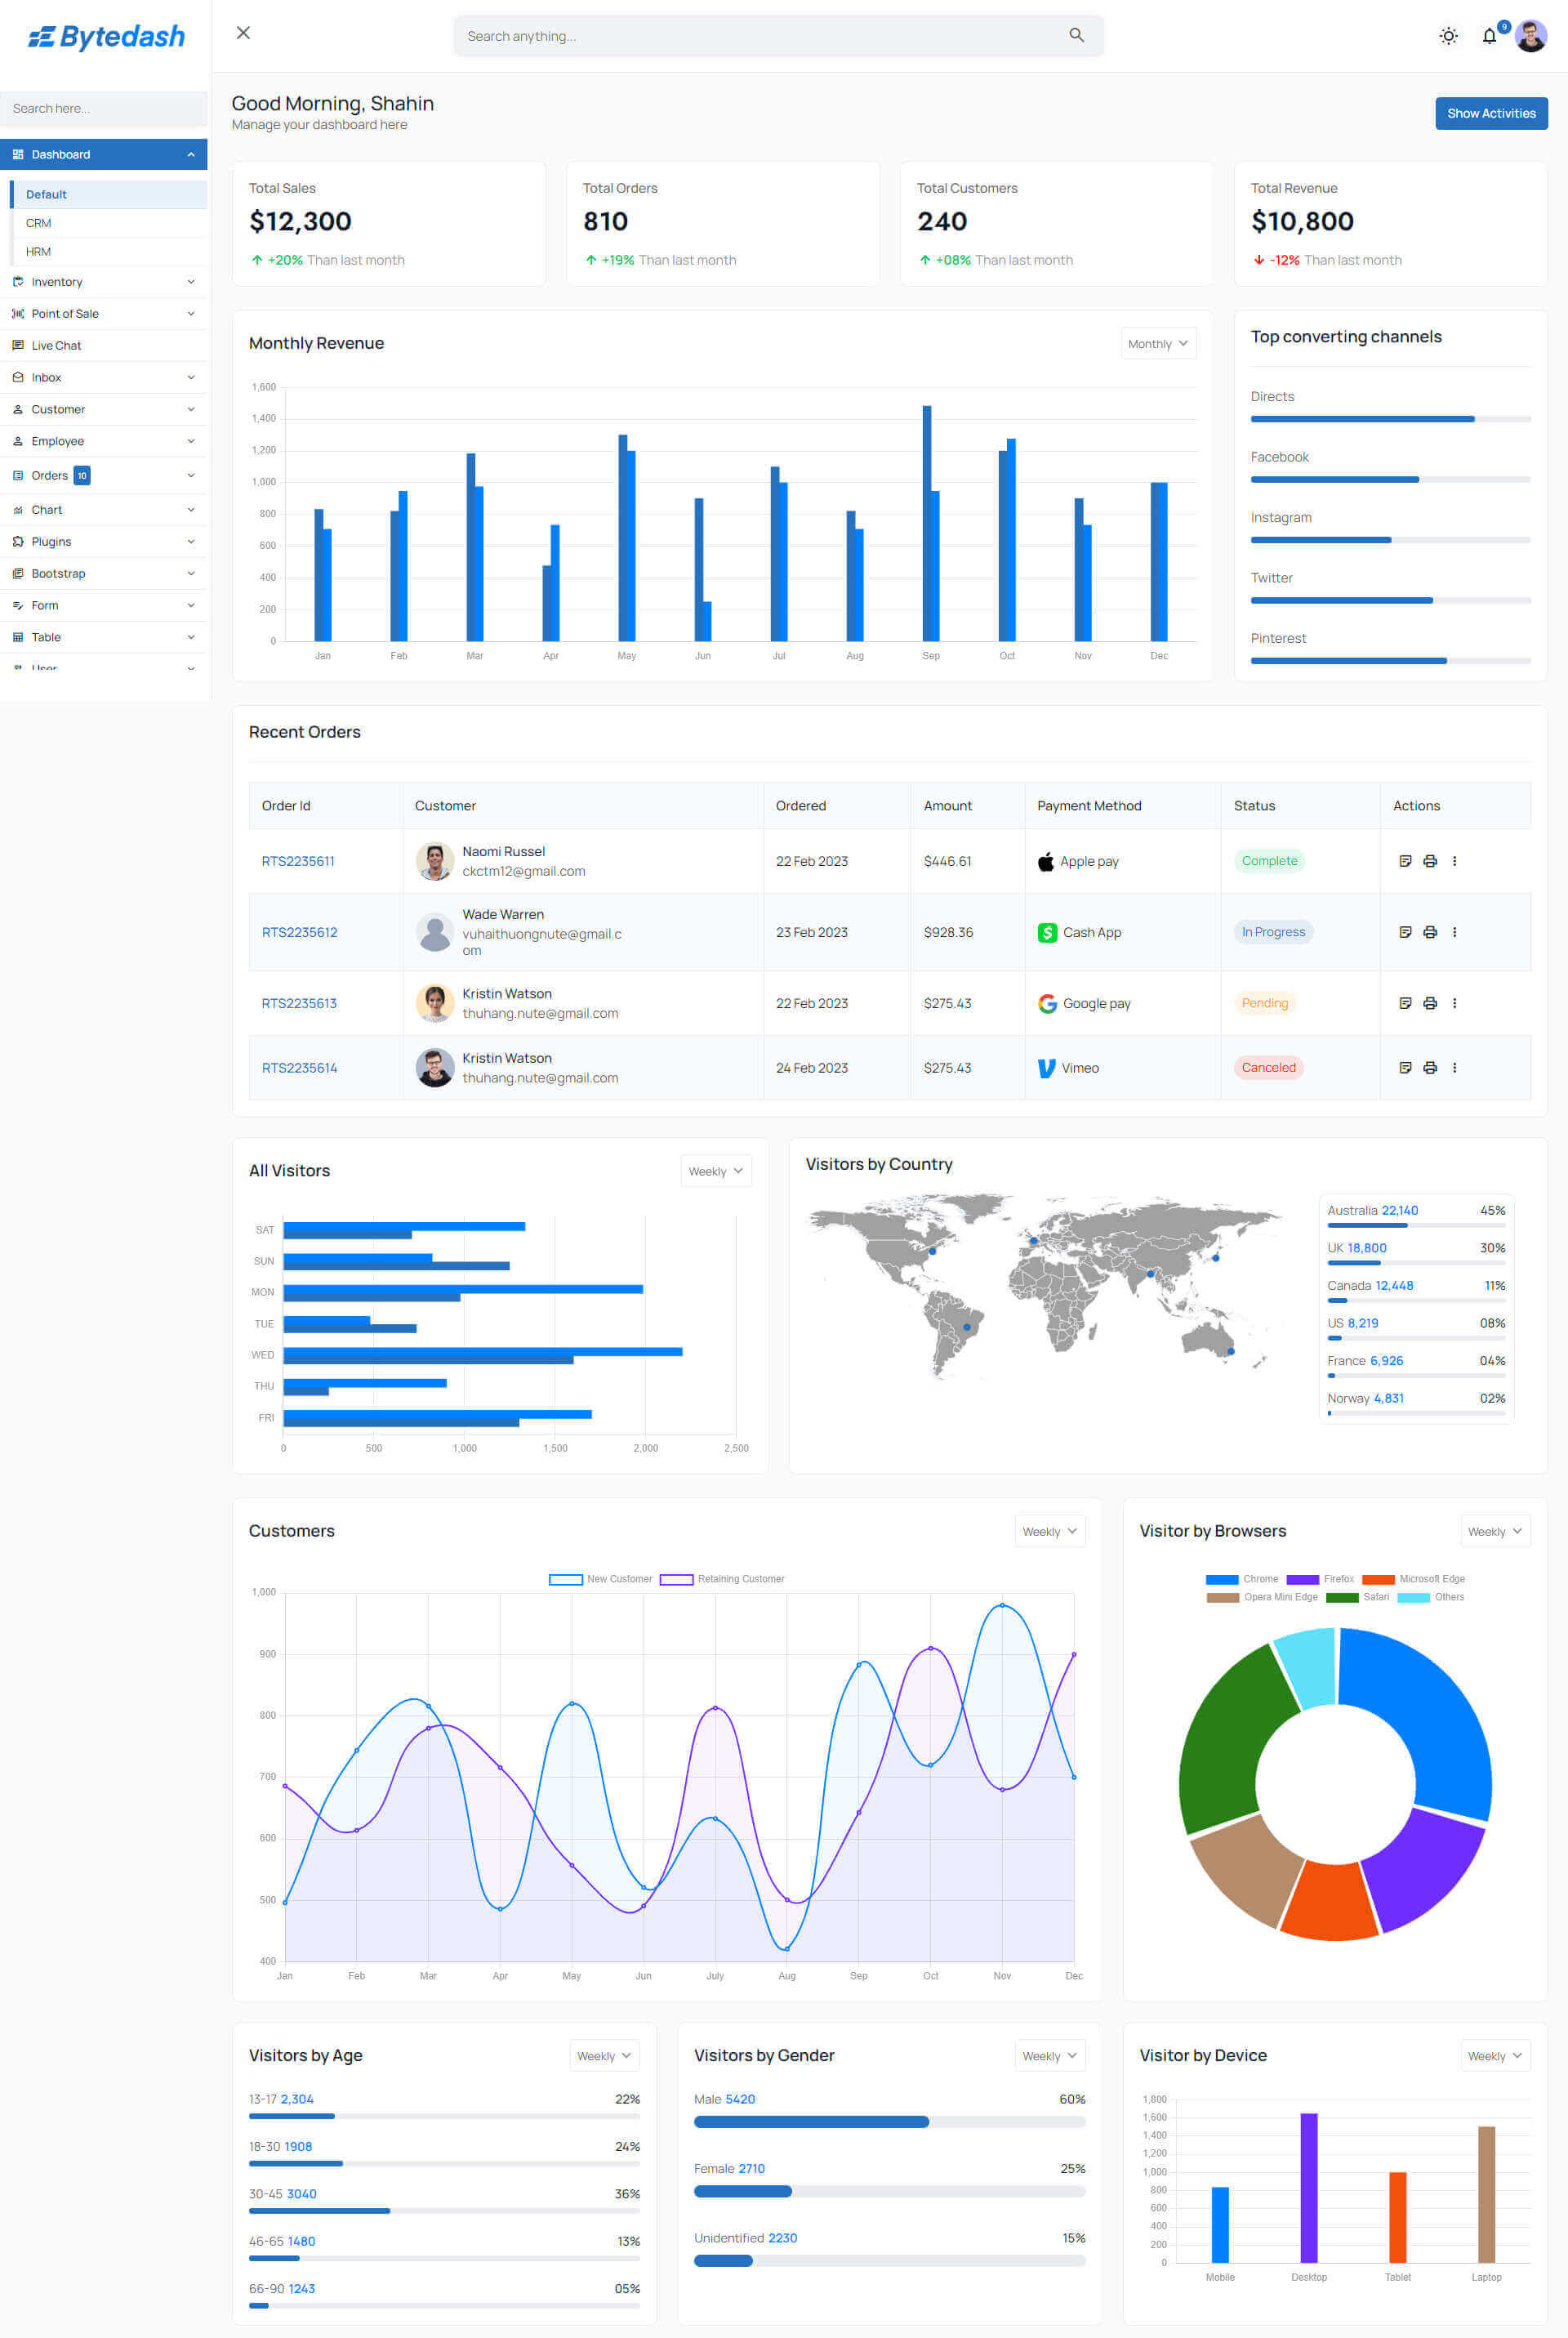 Bytedash
Search anything...
9
Search here...
Dashboard
Default
CRM
HRM
Inventory
Point of Sale
Live Chat
Inbox
Customer
Employee
Orders 10
Chart
Plugins
Bootstrap
Form
Table
User
Good Morning, Shahin
Manage your dashboard here
Show Activities
Total Sales
$12,300
+20% Than last month
Total Orders
810
+19% Than last month
Total Customers
240
+08% Than last month
Total Revenue
$10,800
-12% Than last month
Monthly Revenue
Monthly
1,600
1,400
1,200
1,000
800
600
400
200
0
Jan Feb Mar Apr May Jun Jul Aug Sep Oct Nov Dec
Top converting channels
Directs
Facebook
Instagram
Twitter
Pinterest
Recent Orders
Order Id Customer Ordered Amount Payment Method Status Actions
RTS2235611 Naomi Russel 22 Feb 2023 $446.61 Apple pay Complete
ckctm12@gmail.com
RTS2235612 Wade Warren 23 Feb 2023 $928.36 Cash App In Progress
vuhaithuongnute@gmail.c
om
RTS2235613 Kristin Watson 22 Feb 2023 $275.43 Google pay Pending
thuhang.nute@gmail.com
RTS2235614 Kristin Watson 24 Feb 2023 $275.43 Vimeo Canceled
thuhang.nute@gmail.com
All Visitors
Weekly
SAT
SUN
MON
TUE
WED
THU
FRI
0 500 1,000 1,500 2,000 2,500
Visitors by Country
Australia 22,140 45%
UK 18,800 30%
Canada 12,448 11%
US 8,219 08%
France 6,926 04%
Norway 4,831 02%
Customers
Weekly
New Customer Retaining Customer
1,000
900
800
700
600
500
400
Jan Feb Mar Apr May Jun July Aug Sep Oct Nov Dec
Visitor by Browsers
Weekly
Chrome Firefox Microsoft Edge
Opera Mini Edge Safari Others
Visitors by Age
Weekly
13-17 2,304 22%
18-30 1908 24%
30-45 3040 36%
46-65 1480 13%
66-90 1243 05%
Visitors by Gender
Weekly
Male 5420 60%
Female 2710 25%
Unidentified 2230 15%
Visitor by Device
Weekly
1,800
1,600
1,400
1,200
1,000
800
600
400
200
0
Mobile Desktop Tablet Laptop